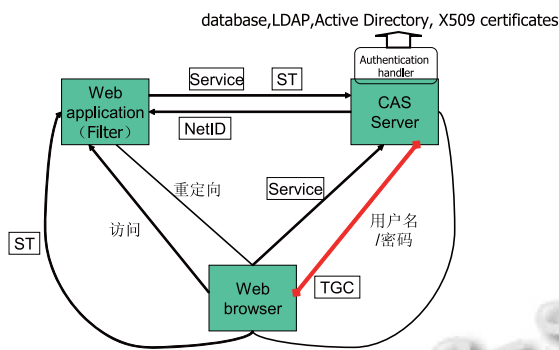 database,LDAP,Active Directory, X509 certificates
Authentication
handler
Service
ST
Web
application
（Filter）
CAS
Server
NetID
重定向
Service
访问
用户名
/密码
ST
TGC
Web
browser